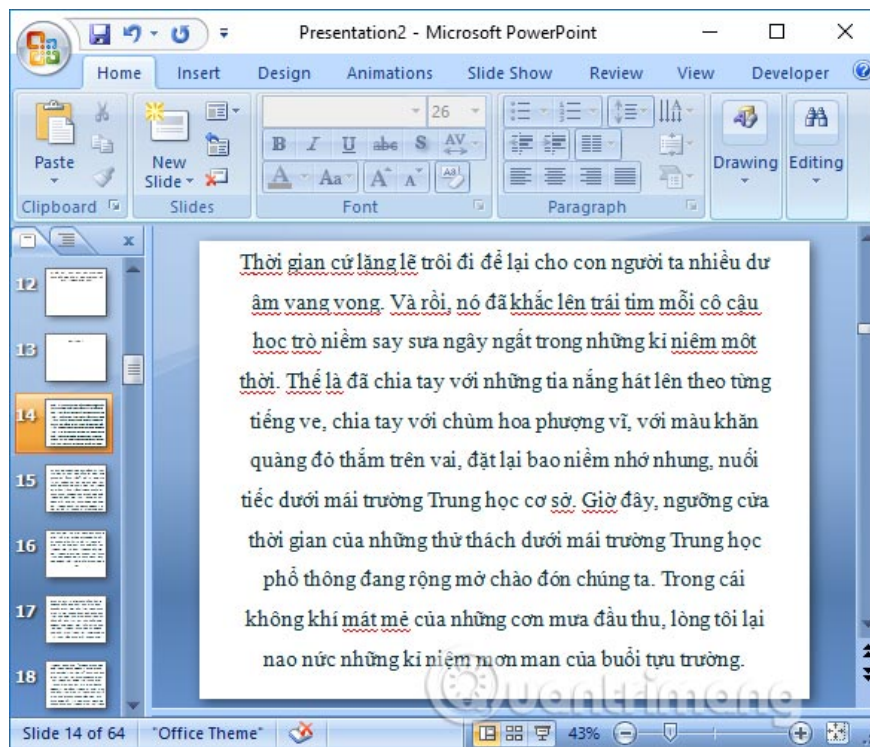 Presentation2 - Microsoft PowerPoint
Home Insert Design Animations Slide Show Review View Developer
26
Paste New Slide Drawing Editing
B I U abc S AV
A Aa A A Aa
Clipboard Slides Font Paragraph
12
13
14
15
16
17
18
Thời gian cứ lặng lẽ trôi đi để lại cho con người ta nhiều dư
âm vang vọng. Và rồi, nó đã khắc lên trái tim mỗi cô cậu
học trò niềm say sưa ngây ngất trong những kỉ niệm một
thời. Thế là đã chia tay với những tia nắng hát lên theo từng
tiếng ve, chia tay với chùm hoa phượng vĩ, với màu khăn
quàng đỏ thắm trên vai, đặt lại bao niềm nhớ nhung, nuối
tiếc dưới mái trường Trung học cơ sở. Giờ đây, ngưỡng cửa
thời gian của những thử thách dưới mái trường Trung học
phổ thông đang rộng mở chào đón chúng ta. Trong cái
không khí mát mẻ của những cơn mưa đầu thu, lòng tôi lại
nao nức những kỉ niệm mơn man của buổi tựu trường.
Quantrimang
Slide 14 of 64 "Office Theme" 43%